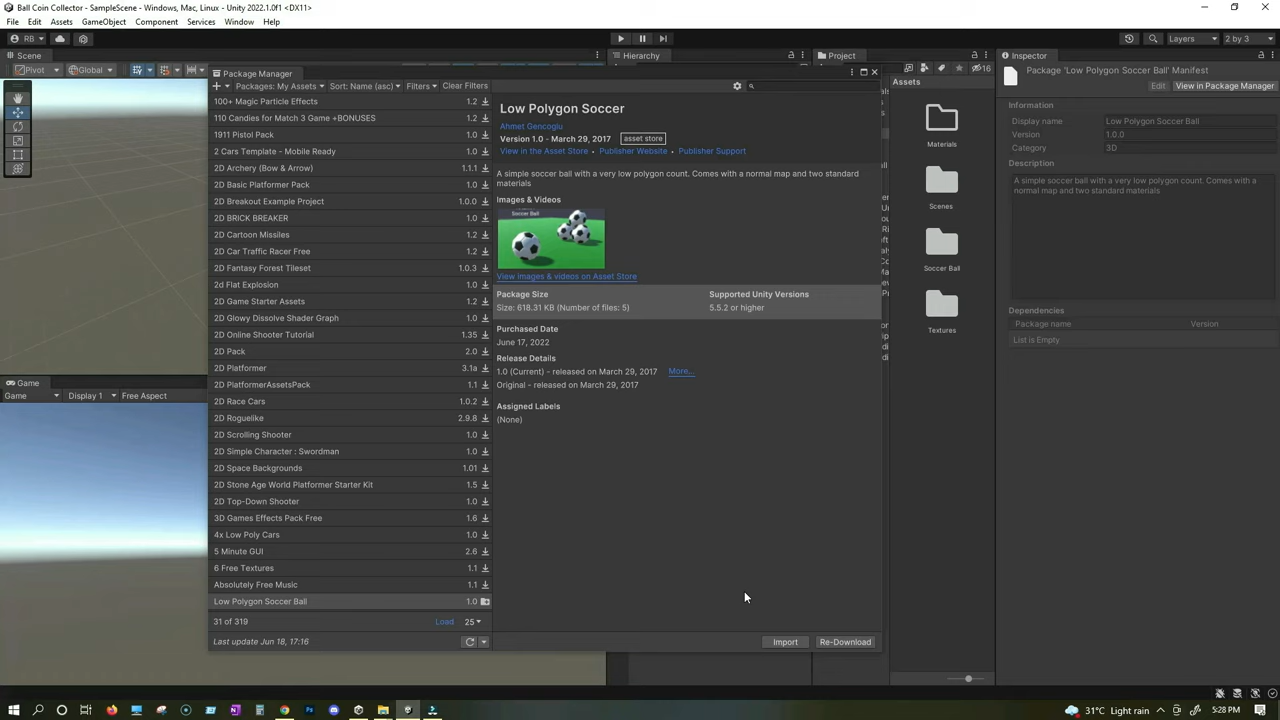 Ball Coin Collector - SampleScene - Windows, Mac, Linux - Unity 2022.1.0f1 <DX11>
File Edit Assets GameObject Component Services Window Help
RB Layers 2 by 3
Scene Hierarchy Project Inspector
Pivot Global
Package Manager
Packages: My Assets Sort: Name (asc) Filters Clear Filters
100+ Magic Particle Effects 1.2
110 Candies for Match 3 Game +BONUSES 1.2
1911 Pistol Pack 1.0
2 Cars Template - Mobile Ready 1.0
2D Archery (Bow & Arrow) 1.1.1
2D Basic Platformer Pack 1.0
2D Breakout Example Project 1.0.0
2D BRICK BREAKER 1.0
2D Cartoon Missiles 1.2
2D Car Traffic Racer Free 1.2
2D Fantasy Forest Tileset 1.0.3
2d Flat Explosion 1.0
2D Game Starter Assets 1.0
2D Glowy Dissolve Shader Graph 1.0
2D Online Shooter Tutorial 1.35
2D Pack 2.0
2D Platformer 3.1a
2D PlatformerAssetsPack 1.1
2D Race Cars 1.0.2
2D Roguelike 2.9.8
2D Scrolling Shooter 1.0
2D Simple Character : Swordman 1.0
2D Space Backgrounds 1.01
2D Stone Age World Platformer Starter Kit 1.5
2D Top-Down Shooter 1.0
3D Games Effects Pack Free 1.6
4x Low Poly Cars 1.0
5 Minute GUI 2.6
6 Free Textures 1.1
Absolutely Free Music 1.1
Low Polygon Soccer Ball 1.0
31 of 319 Load 25
Last update Jun 18, 17:16
Low Polygon Soccer
Ahmet Gencoglu
Version 1.0 - March 29, 2017 asset store
View in the Asset Store • Publisher Website • Publisher Support
A simple soccer ball with a very low polygon count. Comes with a normal map and two standard
materials
Images & Videos
Soccer Ball
View images & videos on Asset Store
Package Size Supported Unity Versions
Size: 618.31 KB (Number of files: 5) 5.5.2 or higher
Purchased Date
June 17, 2022
Release Details
1.0 (Current) - released on March 29, 2017 More...
Original - released on March 29, 2017
Assigned Labels
(None)
Import Re-Download
Game
Game Display 1 Free Aspect
16
Assets
Materials
Scenes
Soccer Ball
Textures
Package 'Low Polygon Soccer Ball' Manifest
Edit View in Package Manager
Information
Display name Low Polygon Soccer Ball
Version 1.0.0
Category 3D
Description
A simple soccer ball with a very low polygon count. Comes with a
normal map and two standard materials
Dependencies
Package name Version
List is Empty
31°C Light rain 5:28 PM